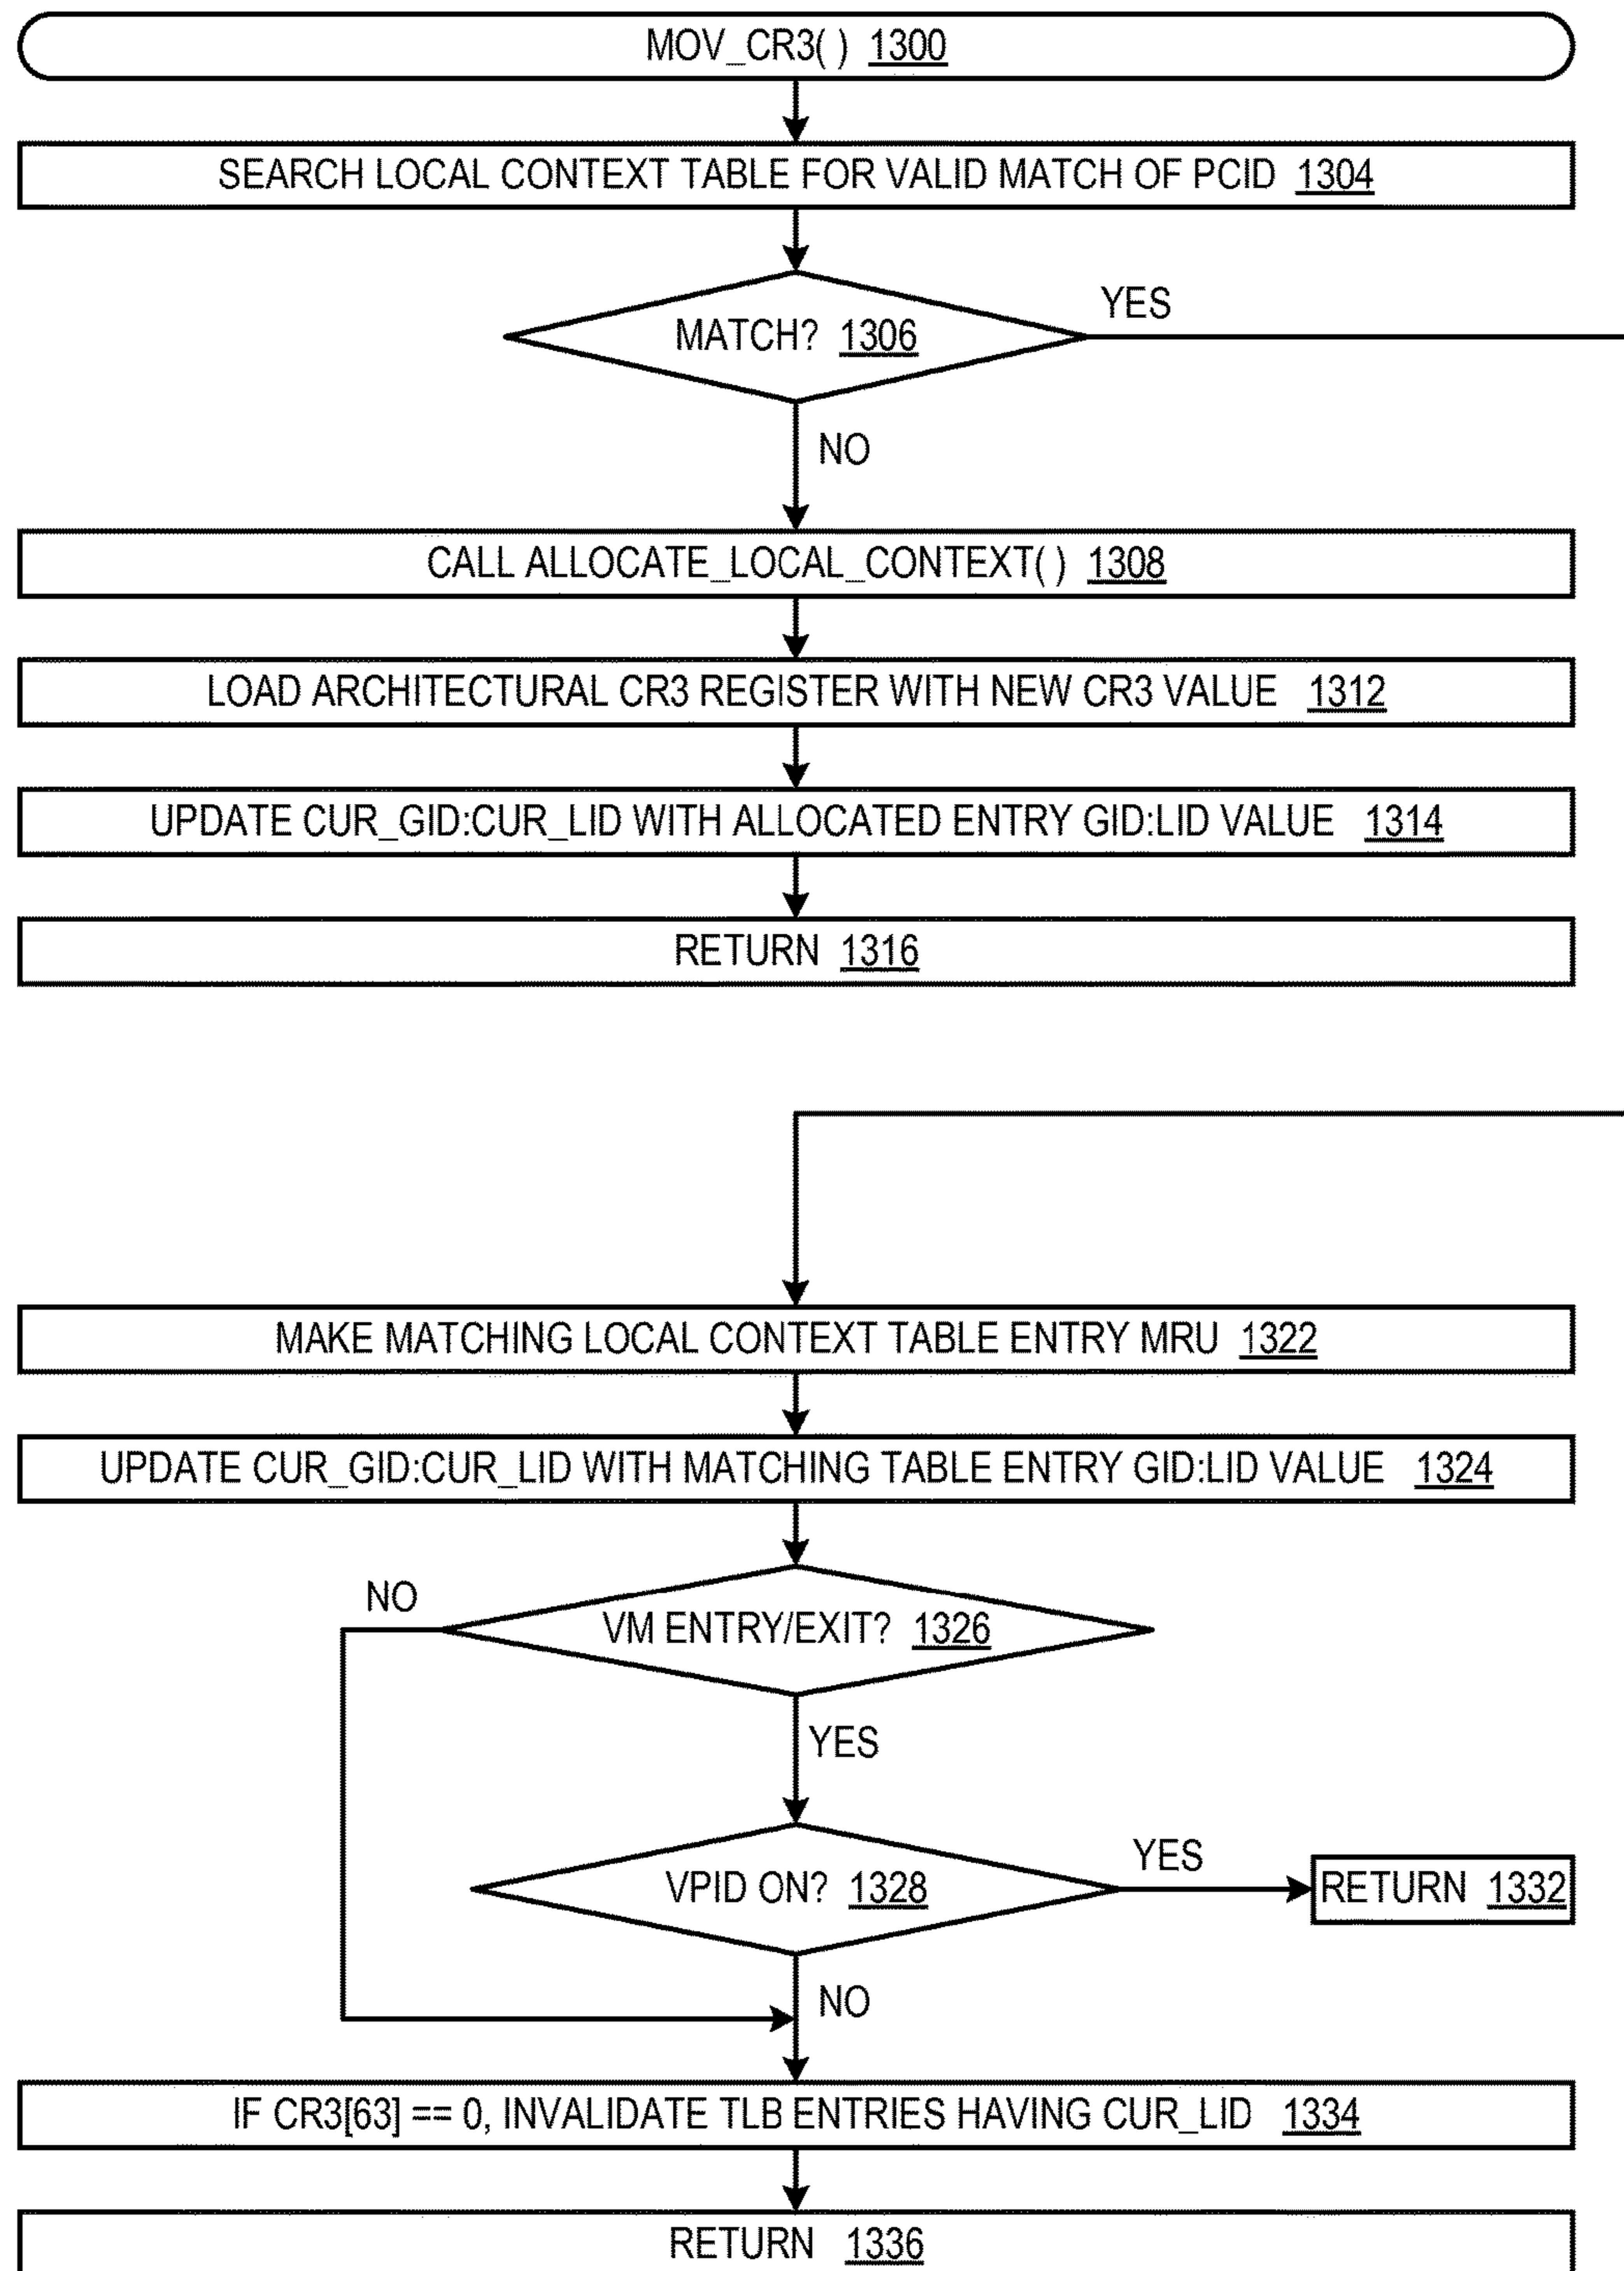 MOV_CR3( ) 1300
SEARCH LOCAL CONTEXT TABLE FOR VALID MATCH OF PCID 1304
YES
MATCH? 1306
NO
CALL ALLOCATE_LOCAL_CONTEXT( ) 1308
LOAD ARCHITECTURAL CR3 REGISTER WITH NEW CR3 VALUE 1312
UPDATE CUR_GID:CUR_LID WITH ALLOCATED ENTRY GID:LID VALUE 1314
RETURN 1316
MAKE MATCHING LOCAL CONTEXT TABLE ENTRY MRU 1322
UPDATE CUR_GID:CUR_LID WITH MATCHING TABLE ENTRY GID:LID VALUE 1324
NO
VM ENTRY/EXIT? 1326
YES
VPID ON? 1328
YES
RETURN 1332
NO
IF CR3[63] == 0, INVALIDATE TLB ENTRIES HAVING CUR_LID 1334
RETURN 1336